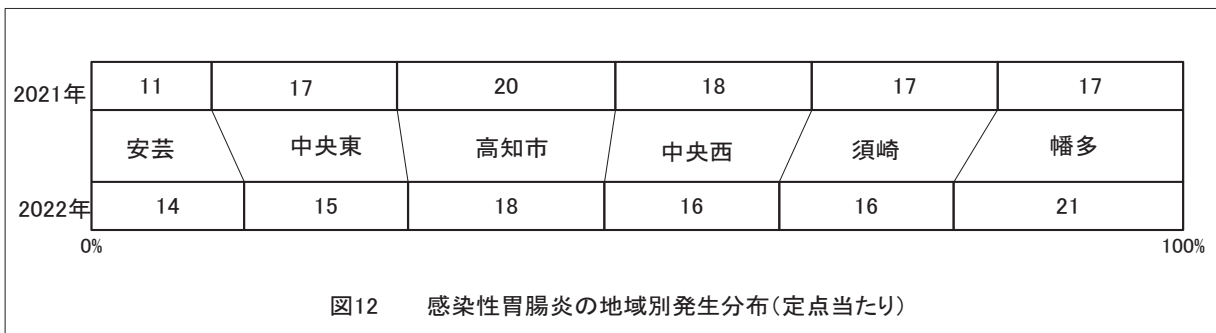 2021年 11 17 20 18 17 17
安芸 中央東 高知市 中央西 須崎 幡多
2022年 14 15 18 16 16 21
0% 100%
図12 感染性胃腸炎の地域別発生分布(定点当たり)